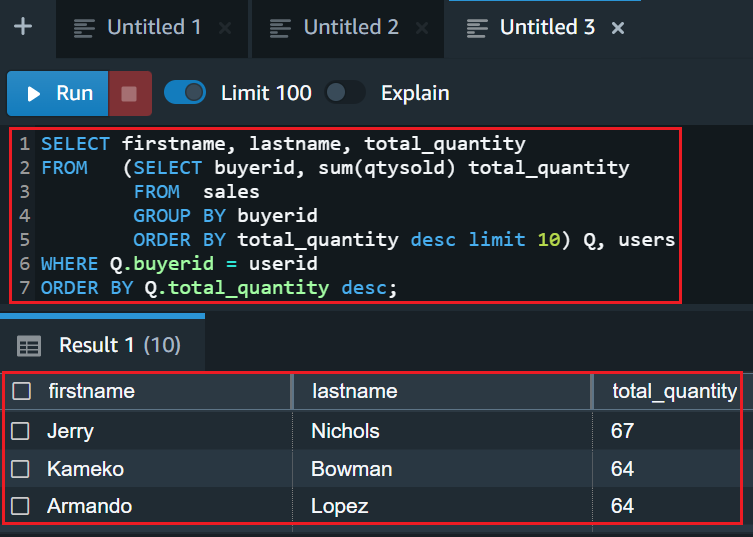 + Untitled 1 × Untitled 2 × Untitled 3 ×
Run Limit 100 Explain
1 SELECT firstname, lastname, total_quantity
2 FROM (SELECT buyerid, sum(qtysold) total_quantity
3 FROM sales
4 GROUP BY buyerid
5 ORDER BY total_quantity desc limit 10) Q, users
6 WHERE Q.buyerid = userid
7 ORDER BY Q.total_quantity desc;
Result 1 (10)
firstname lastname total_quantity
Jerry Nichols 67
Kameko Bowman 64
Armando Lopez 64